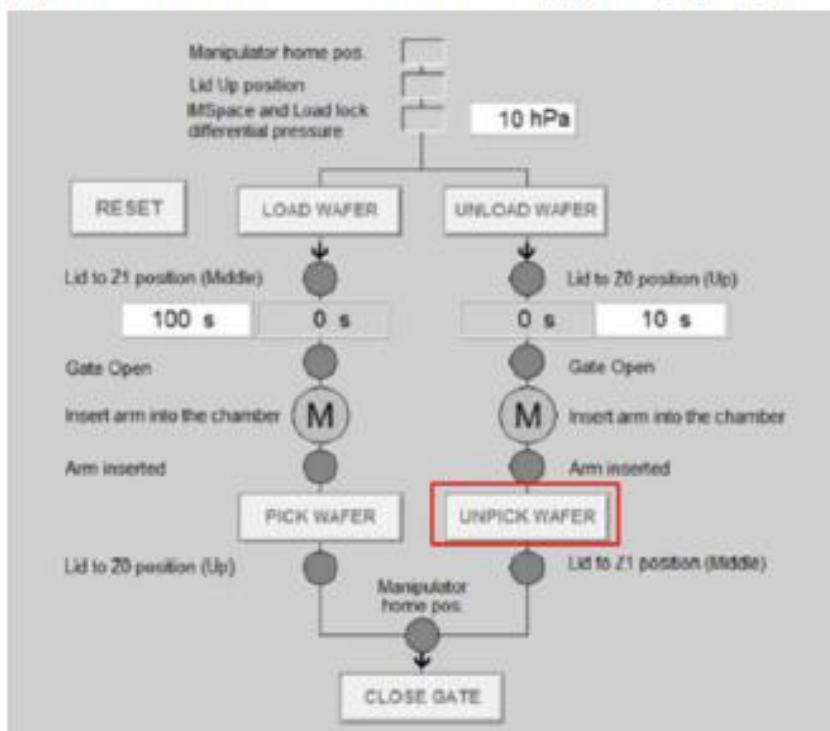 Manipulator home pos.
Lid Up position
IMSpace and Load lock
differential pressure
10 hPa
RESET
LOAD WAFER
UNLOAD WAFER
Lid to Z1 position (Middle)
Lid to Z0 position (Up)
100 s
0 s
0 s
10 s
Gate Open
Gate Open
Insert arm into the chamber
M
M
Insert arm into the chamber
Arm inserted
Arm inserted
PICK WAFER
UNPICK WAFER
Lid to Z0 position (Up)
Lid to Z1 position (Middle)
Manipulator
home pos.
CLOSE GATE